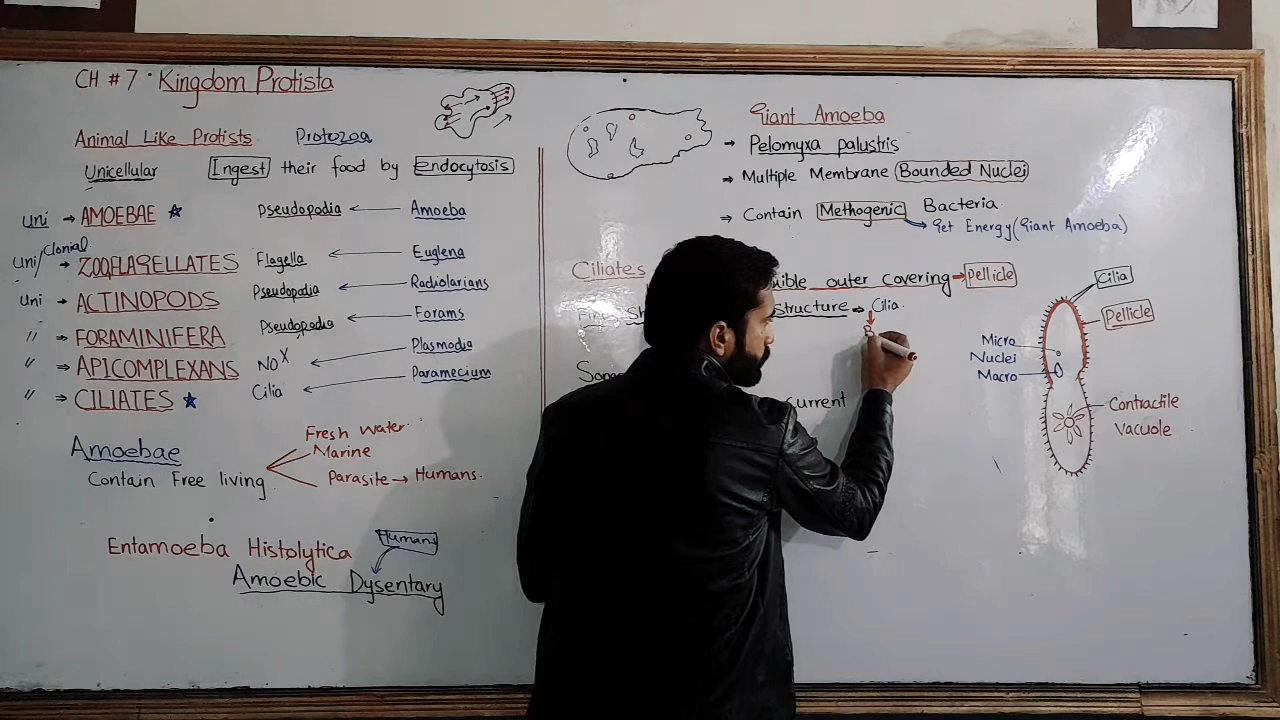 CH # 7 · Kingdom Protista
Animal Like Protists Protozoa
Unicellular Ingest their food by endocytosis
Uni → AMOEBAE ★ Pseudopodia ← Amoeba
Uni/Clonial → ZOOFLAGELLATES Flagella ← Euglena
Uni → ACTINOPODS Pseudopodia ← Radiolarians
" → FORAMINIFERA Pseudopodia ← Forams
" → APICOMPLEXANS NO X ← Plasmodia
" → CILIATES ★ Cilia ← Paramecium
Amoebae
Contain Free living
Fresh water
Marine
Parasite → Humans.
Entamoeba Histolytica
Humans
Amoebic Dysentary
Giant Amoeba
→ Pelomyxa palustris
→ Multiple Membrane Bounded Nuclei
→ Contain Methogenic Bacteria
→ Get Energy (Giant Amoeba)
Ciliates outer covering → Pellicle
Structure → Cilia.
current
Cilia
Pellicle
Micro
Nuclei
Macro
Contractile
Vacuole